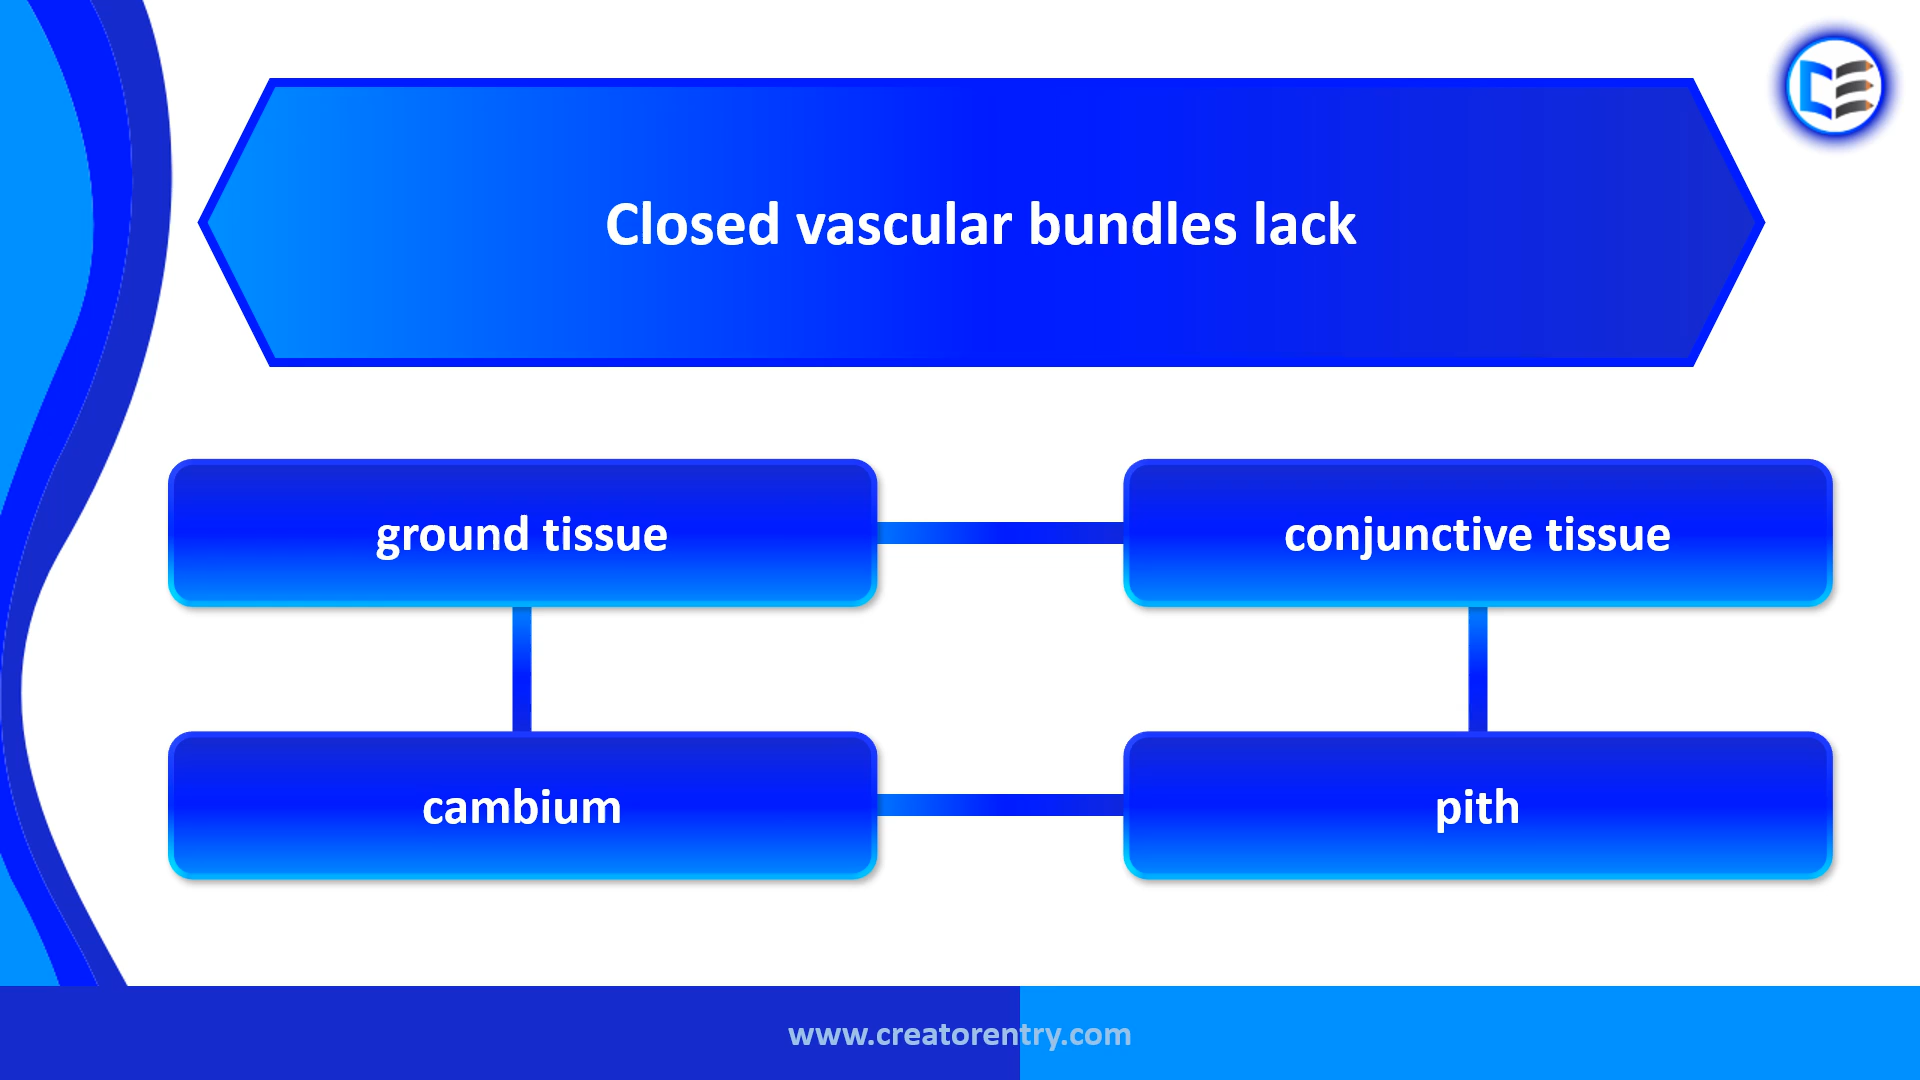 Closed vascular bundles lack
ground tissue
conjunctive tissue
cambium
pith
www.creatorentry.com